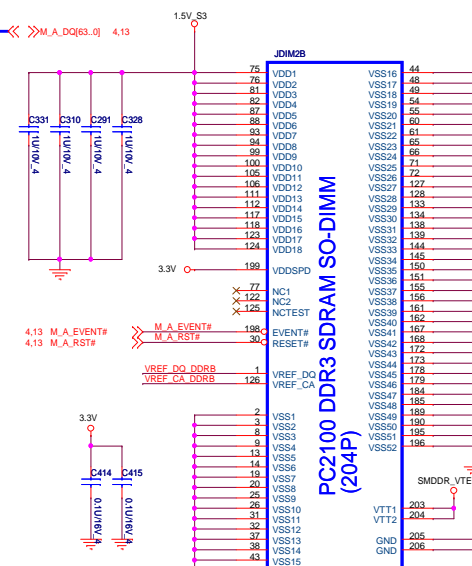 1.5V_S3
M_A_DQ[63..0] 4,13
JDIM2B
75 VDD1 VSS16 44
76 VDD2 VSS17 48
81 VDD3 VSS18 49
82 VDD4 VSS19 54
87 VDD5 VSS20 55
88 VDD6 VSS21 60
93 VDD7 VSS22 61
94 VDD8 VSS23 65
99 VDD9 VSS24 66
100 VDD10 VSS25 71
105 VDD11 VSS26 72
106 VDD12 VSS27 127
111 VDD13 VSS28 128
112 VDD14 VSS29 133
117 VDD15 VSS30 134
118 VDD16 VSS31 138
123 VDD17 VSS32 139
124 VDD18 VSS33 144
VSS34 145
3.3V 199 VDDSPD VSS35 150
VSS36 151
77 NC1 VSS37 155
122 NC2 VSS38 156
125 NCTEST VSS39 161
VSS40 162
4,13 M_A_EVENT# M_A_EVENT# 198 EVENT# VSS41 167
4,13 M_A_RST# M_A_RST# 30 RESET# VSS42 168
VSS43 172
VSS44 173
VREF_DQ_DDRB 1 VREF_DQ VSS45 178
VREF_CA_DDRB 126 VREF_CA VSS46 179
VSS47 184
VSS48 185
2 VSS1 VSS49 189
3 VSS2 VSS50 190
8 VSS3 VSS51 195
9 VSS4 VSS52 196
13 VSS5
14 VSS6
19 VSS7
20 VSS8
25 VSS9
26 VSS10 VTT1 203
31 VSS11 VTT2 204
32 VSS12
37 VSS13 GND 205
38 VSS14 GND 206
43 VSS15
SMDDR_VTE
PC2100 DDR3 SDRAM SO-DIMM
(204P)
C331 C310 C291 C328
1U/10V_4 1U/10V_4 1U/10V_4 1U/10V_4
3.3V
C414 C415
0.1U/16V_4 0.1U/16V_4